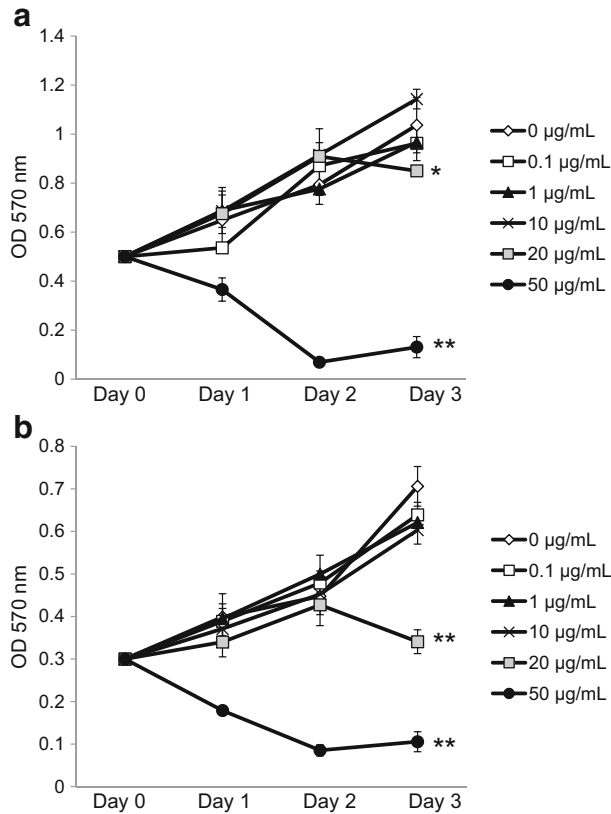 a
1.4
1.2
1
0.8
0.6
0.4
0.2
0
OD 570 nm
Day 0 Day 1 Day 2 Day 3
*
**
0 µg/mL
0.1 µg/mL
1 µg/mL
10 µg/mL
20 µg/mL
50 µg/mL
b
0.8
0.7
0.6
0.5
0.4
0.3
0.2
0.1
0
OD 570 nm
Day 0 Day 1 Day 2 Day 3
**
**
0 µg/mL
0.1 µg/mL
1 µg/mL
10 µg/mL
20 µg/mL
50 µg/mL